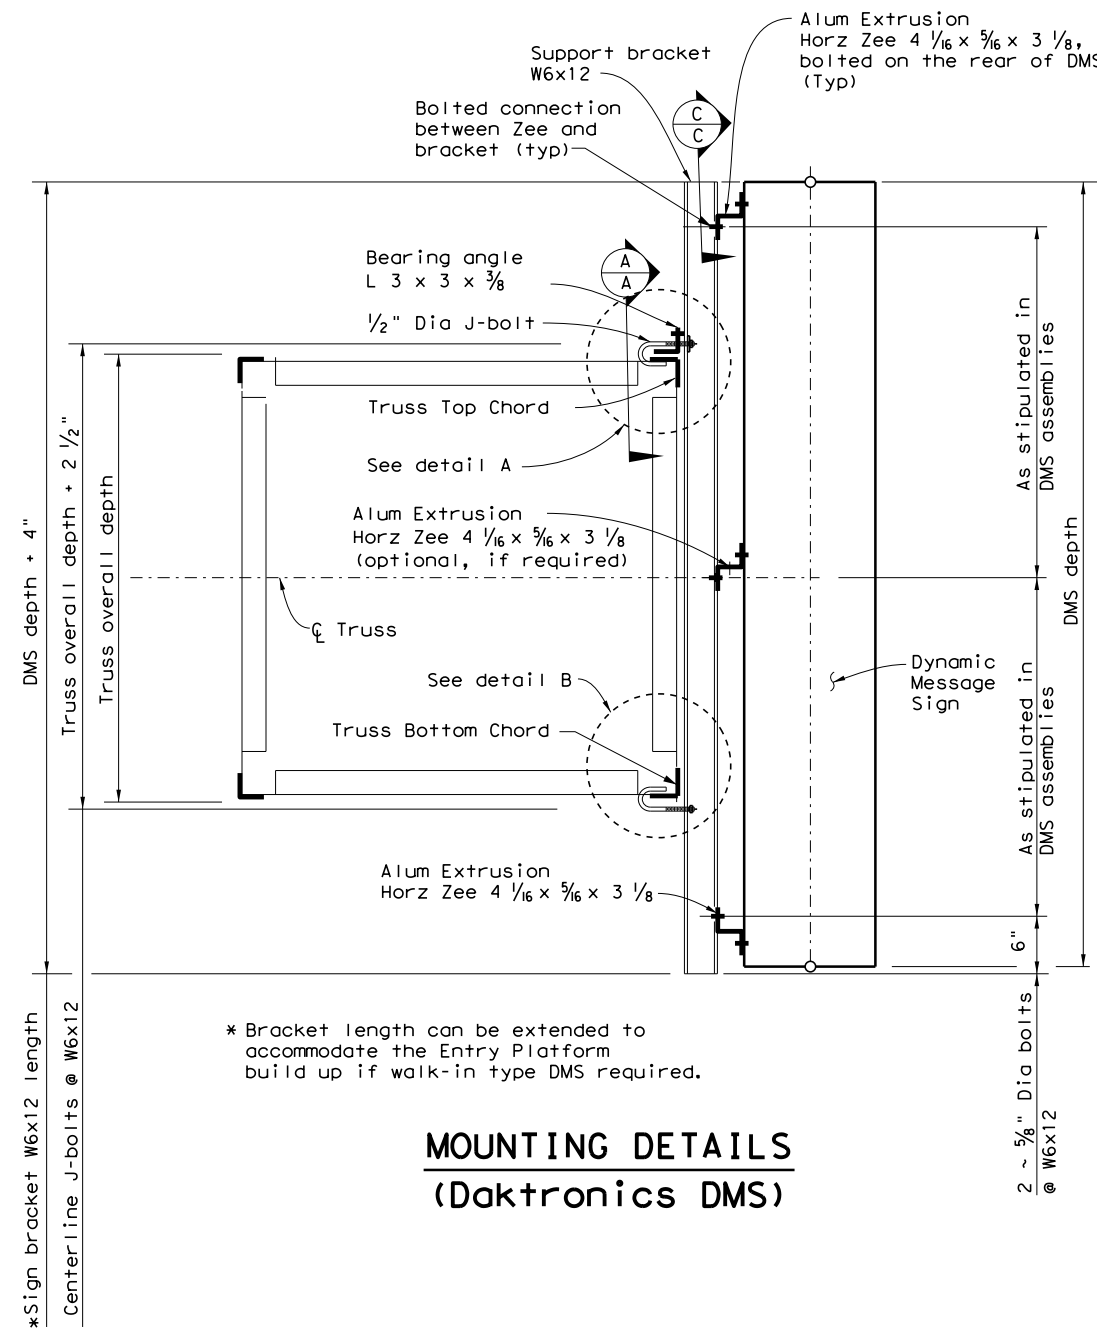 Alum Extrusion
Horz Zee 4 1/16 x 5/16 x 3 1/8,
bolted on the rear of DMS
(Typ)
Support bracket
W6x12
Bolted connection
between Zee and
bracket (typ)
C
C
Bearing angle
L 3 x 3 x 3/8
A
A
1/2" Dia J-bolt
Truss Top Chord
See detail A
Alum Extrusion
Horz Zee 4 1/16 x 5/16 x 3 1/8
(optional, if required)
℄ Truss
See detail B
Truss Bottom Chord
Alum Extrusion
Horz Zee 4 1/16 x 5/16 x 3 1/8
Dynamic
Message
Sign
DMS depth + 4"
Truss overall depth + 2 1/2"
Truss overall depth
As stipulated in
DMS assemblies
As stipulated in
DMS assemblies
DMS depth
6"
2 ~ 5/8" Dia bolts
@ W6x12
*Sign bracket W6x12 length
Centerline J-bolts @ W6x12
* Bracket length can be extended to
accommodate the Entry Platform
build up if walk-in type DMS required.
MOUNTING DETAILS
(Daktronics DMS)